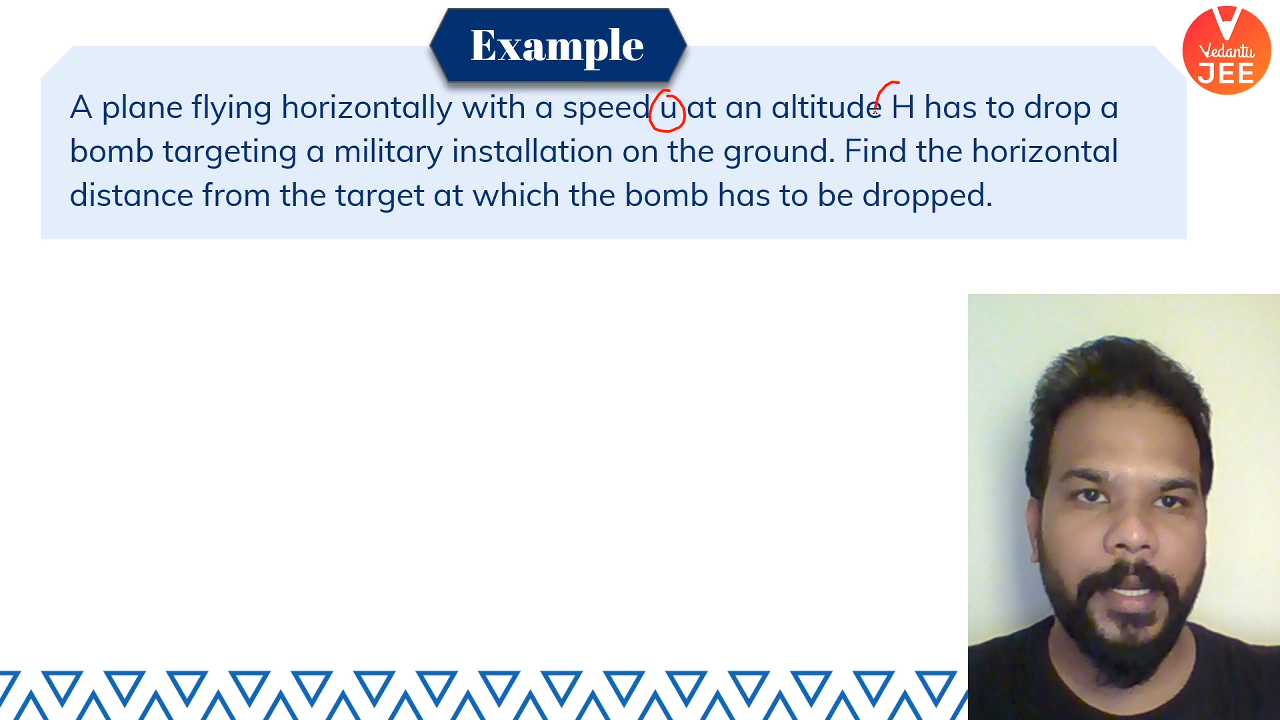 Example
Vedantu
JEE
A plane flying horizontally with a speed u at an altitude H has to drop a
bomb targeting a military installation on the ground. Find the horizontal
distance from the target at which the bomb has to be dropped.